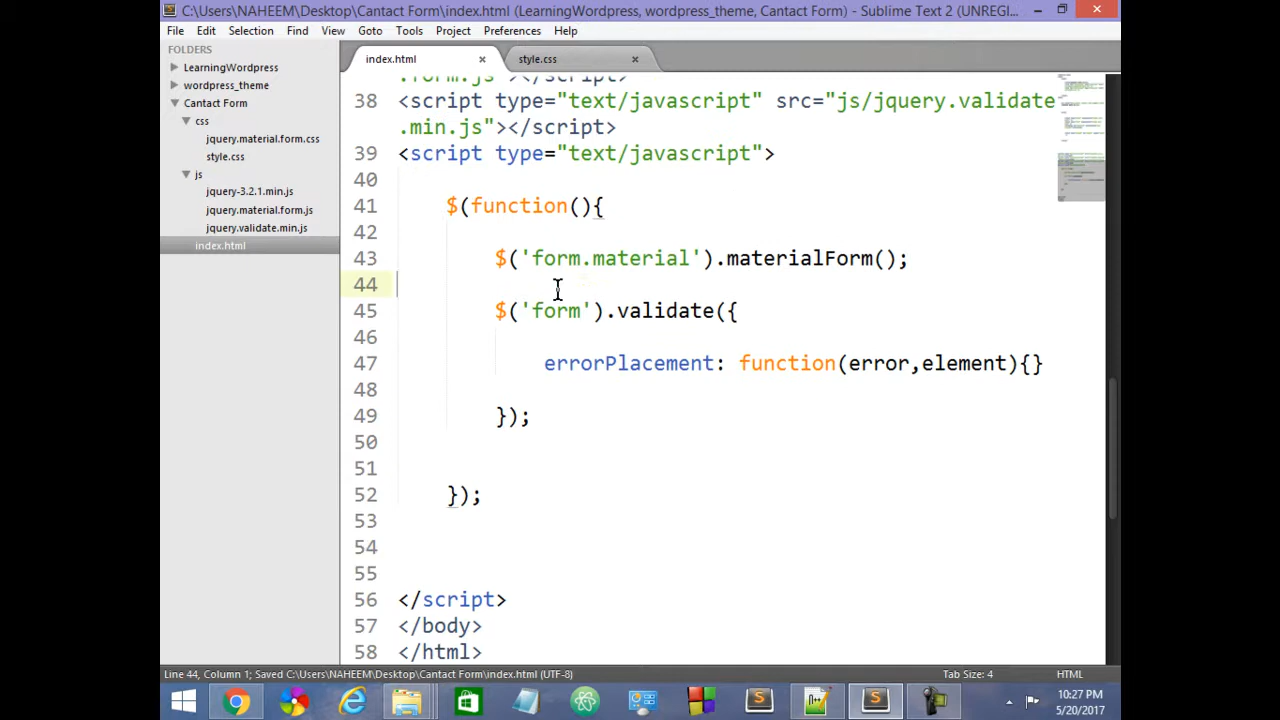 C:\Users\NAHEEM\Desktop\Cantact Form\index.html (LearningWordpress, wordpress_theme, Cantact Form) - Sublime Text 2 (UNREGI...
File Edit Selection Find View Goto Tools Project Preferences Help
FOLDERS
LearningWordpress
wordpress_theme
Cantact Form
css
jquery.material.form.css
style.css
js
jquery-3.2.1.min.js
jquery.material.form.js
jquery.validate.min.js
index.html
index.html style.css
.form.js"></script>
38 <script type="text/javascript" src="js/jquery.validate
.min.js"></script>
39 <script type="text/javascript">
40
41 $(function(){
42
43 $('form.material').materialForm();
44
45 $('form').validate({
46
47 errorPlacement: function(error,element){}
48
49 });
50
51
52 });
53
54
55
56 </script>
57 </body>
58 </html>
Line 44, Column 1; Saved C:\Users\NAHEEM\Desktop\Cantact Form\index.html (UTF-8) Tab Size: 4 HTML
10:27 PM
5/20/2017